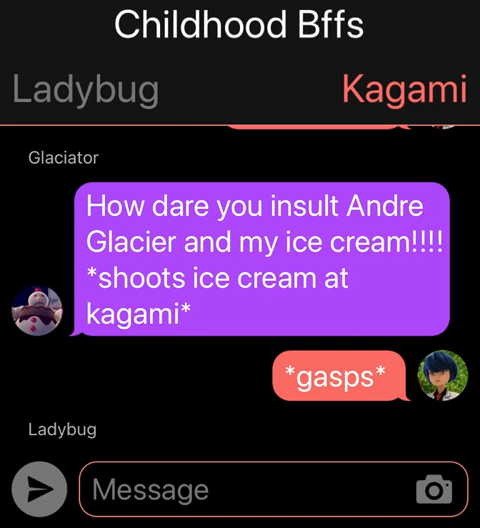 Childhood Bffs
Ladybug
Kagami
Glaciator
How dare you insult Andre
Glacier and my ice cream!!!!
*shoots ice cream at
kagami*
*gasps*
Ladybug
Message